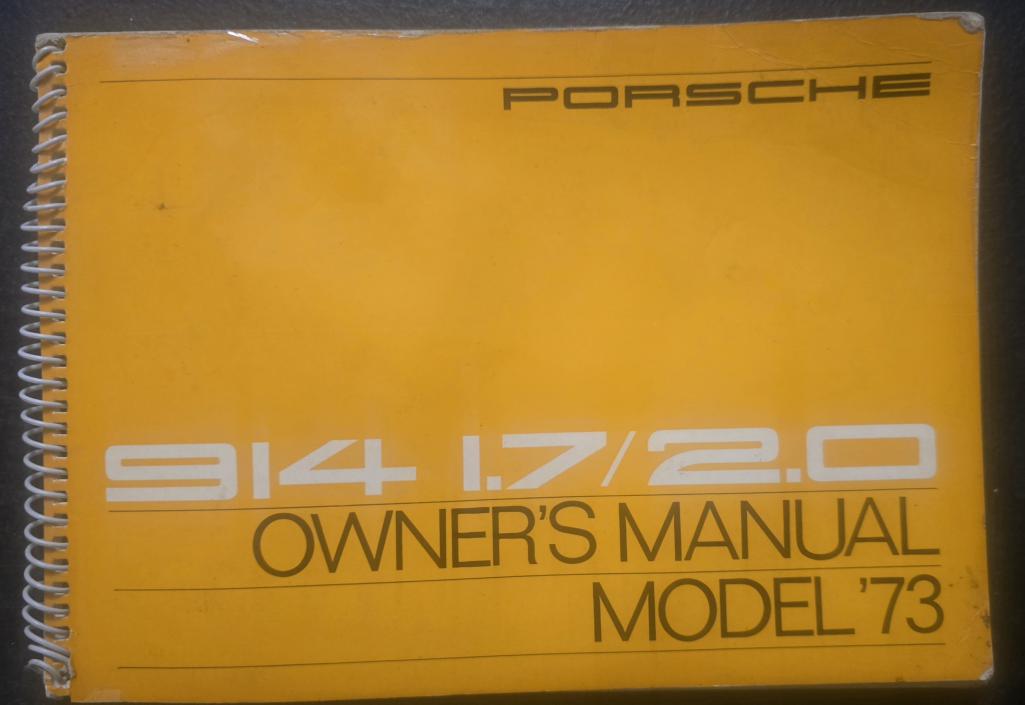 PORSCHE
914 1.7/2.0
OWNER'S MANUAL
MODEL '73